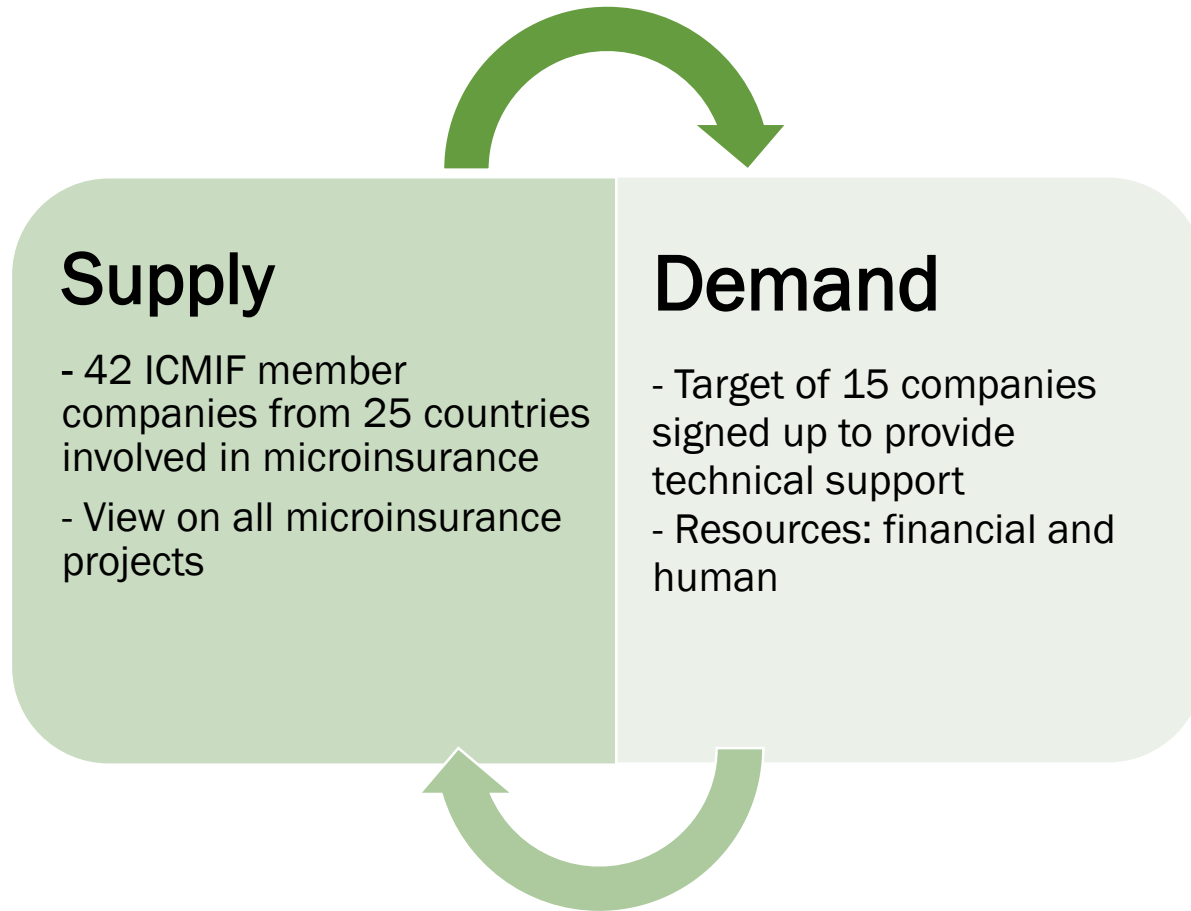 Supply
- 42 ICMIF member
companies from 25 countries
involved in microinsurance
- View on all microinsurance
projects
Demand
- Target of 15 companies
signed up to provide
technical support
- Resources: financial and
human